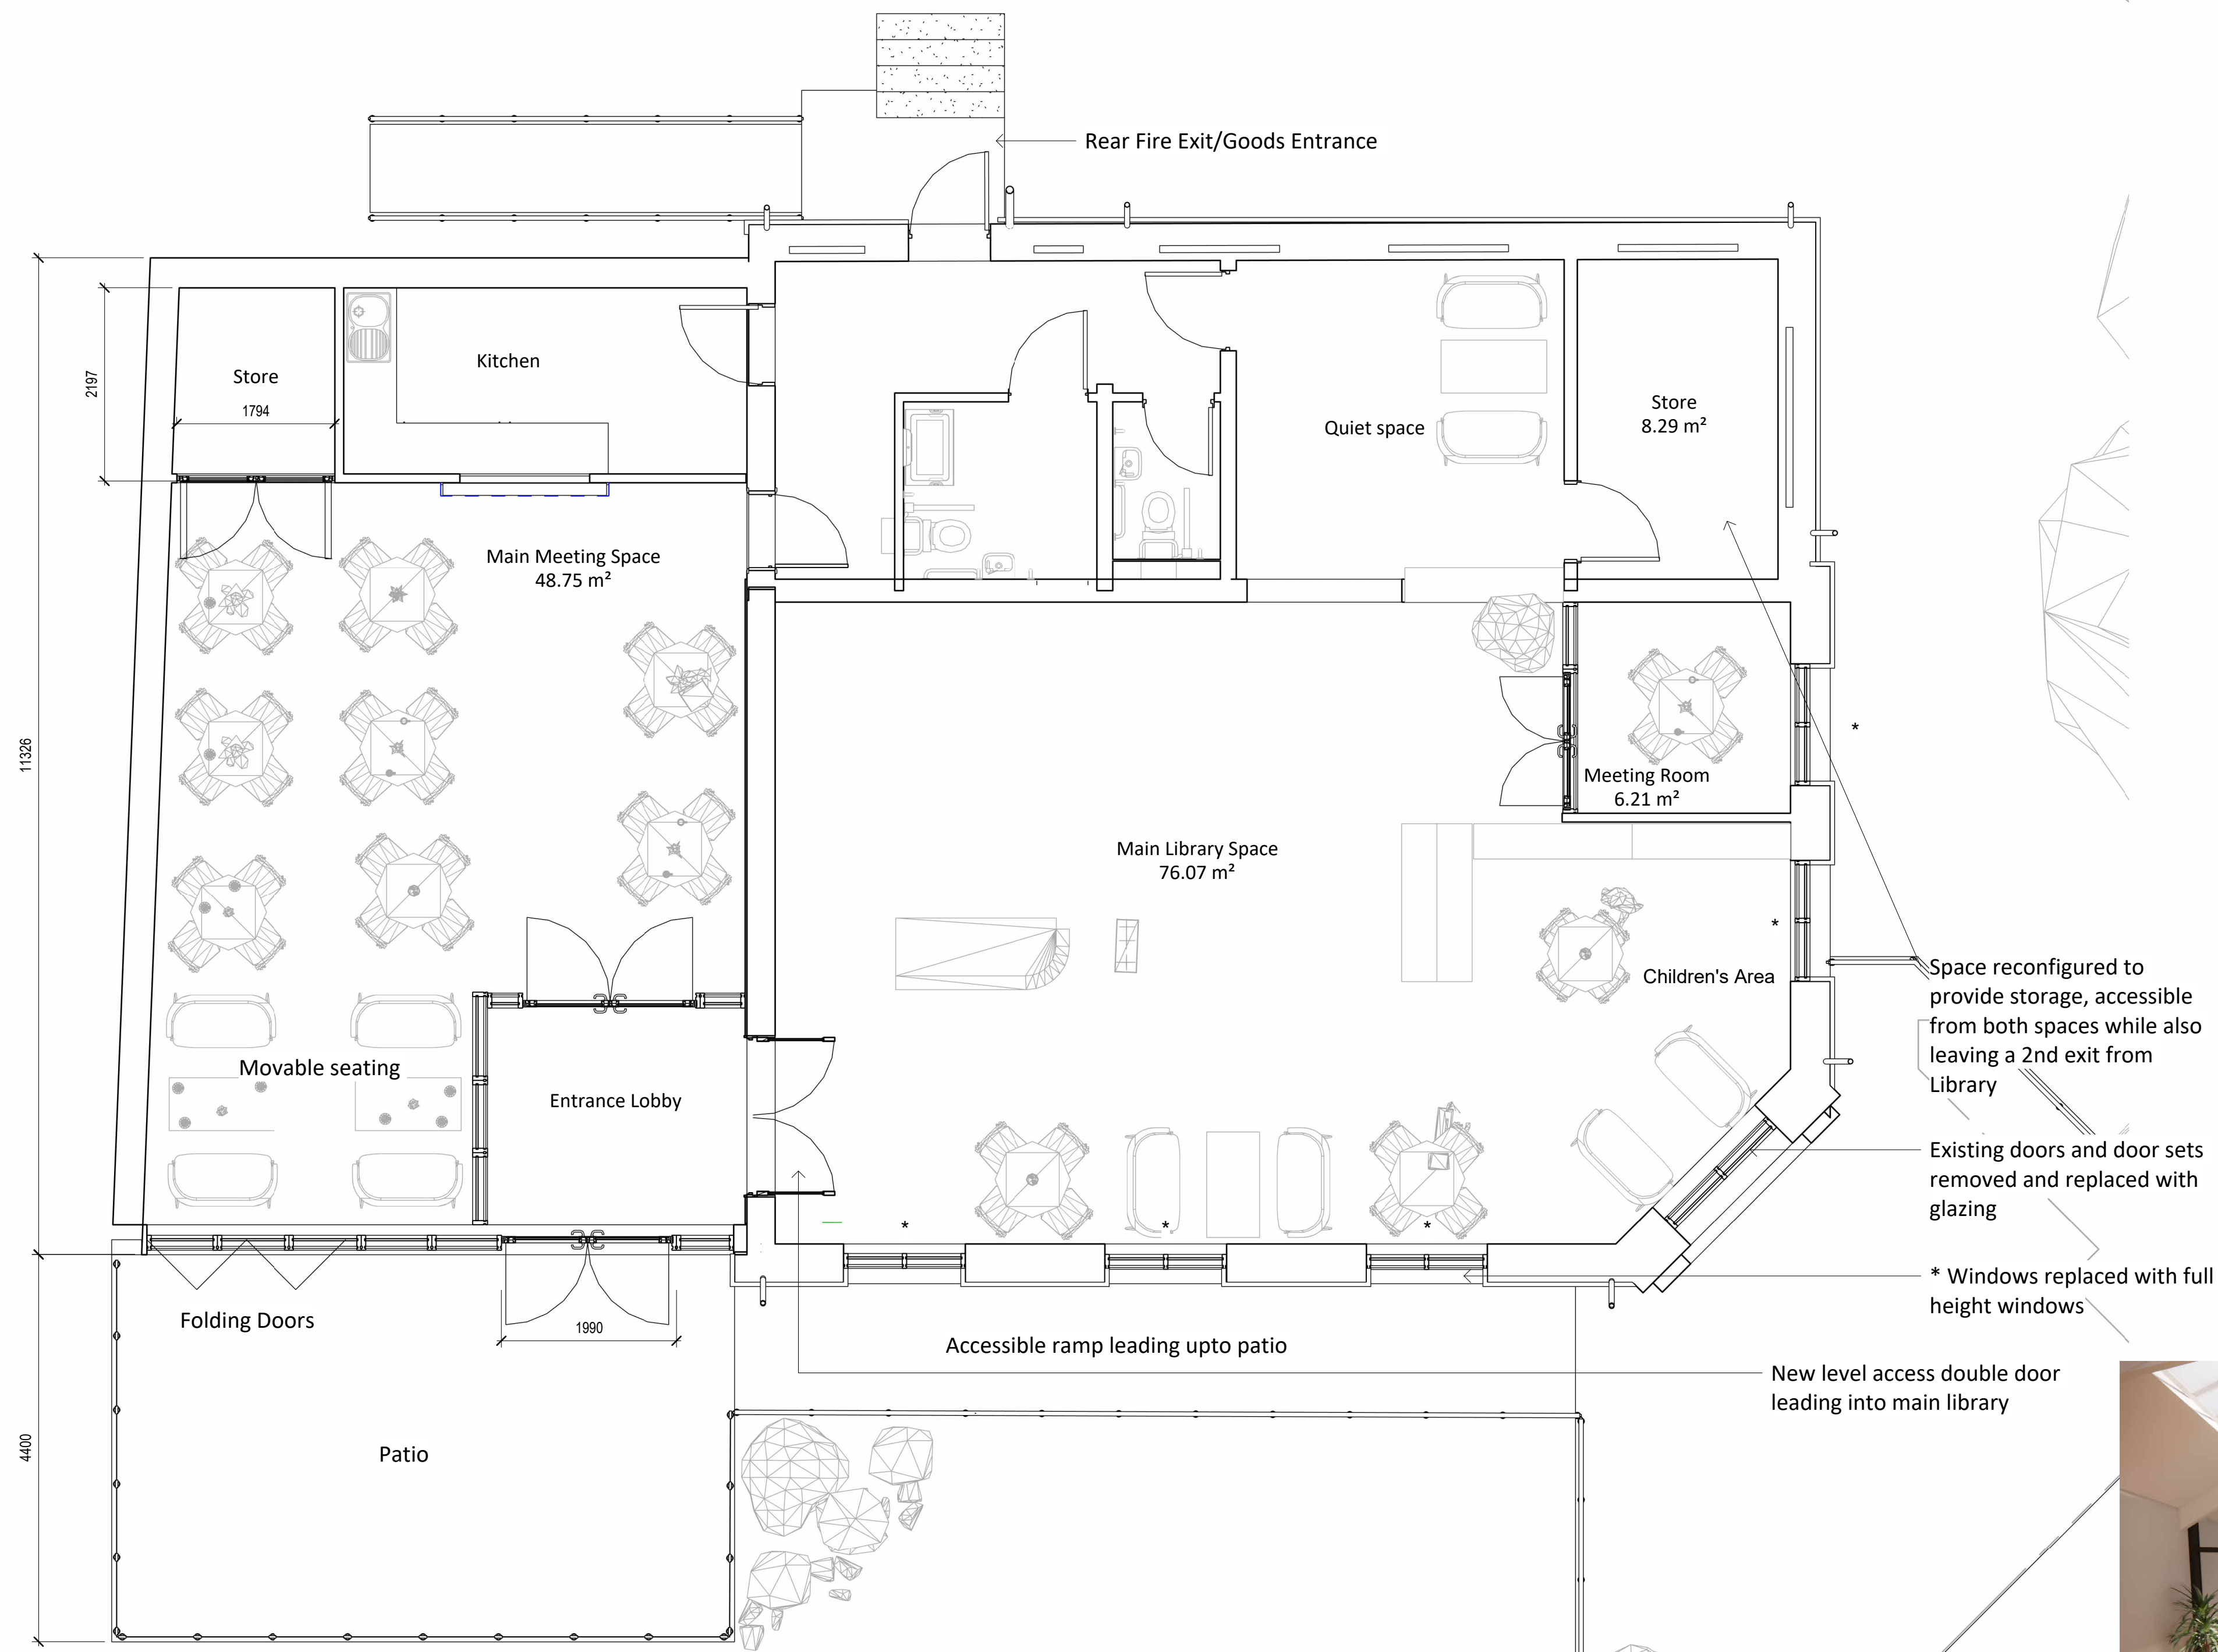 Rear Fire Exit/Goods Entrance
Store
1794
2197
Kitchen
Quiet space
Store
8.29 m²
Main Meeting Space
48.75 m²
11326
Meeting Room
6.21 m²
*
Main Library Space
76.07 m²
*
Children's Area
Movable seating
Entrance Lobby
Space reconfigured to
provide storage, accessible
from both spaces while also
leaving a 2nd exit from
Library
Existing doors and door sets
removed and replaced with
glazing
*
*
*
* Windows replaced with full
height windows
Folding Doors
1990
Accessible ramp leading upto patio
New level access double door
leading into main library
4400
Patio